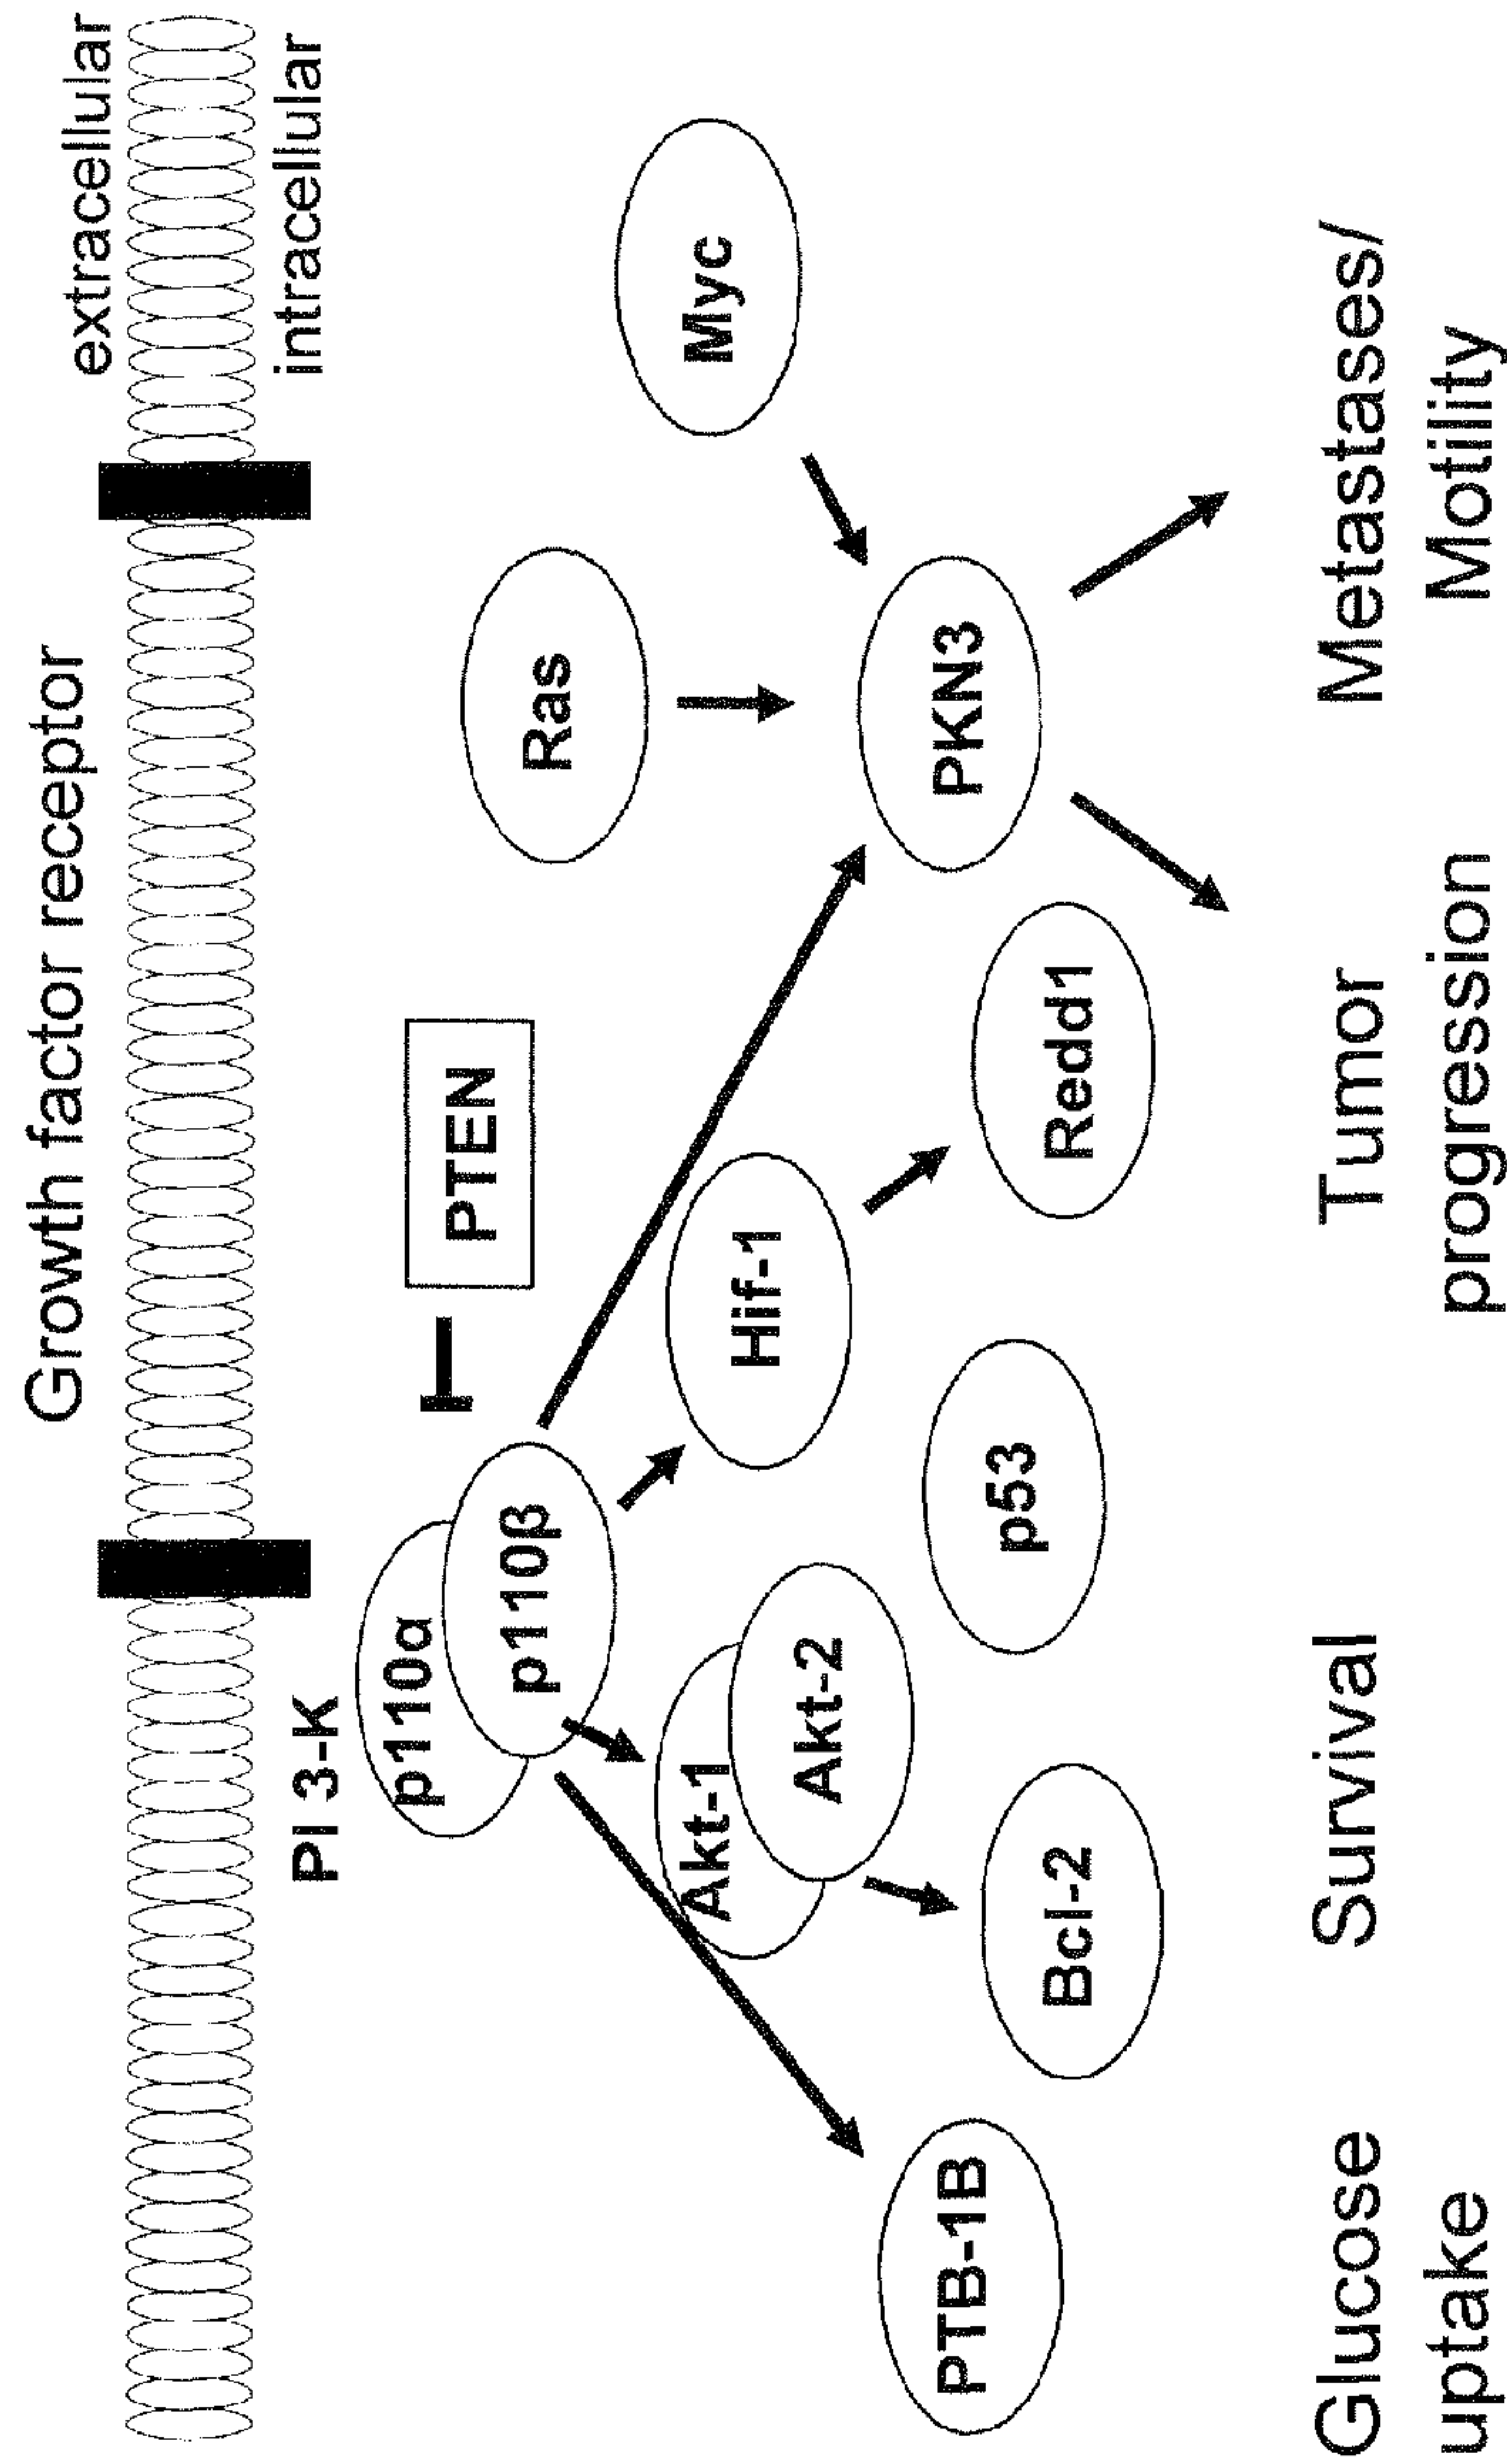 Growth factor receptor
extracellular
intracellular
PI 3-K
p110α
p110β
PTEN
Ras
Myc
Akt-1
Akt-2
Hif-1
PTB-1B
Bcl-2
p53
Redd1
PKN3
Glucose
uptake
Survival
Tumor
progression
Metastases/
Motility